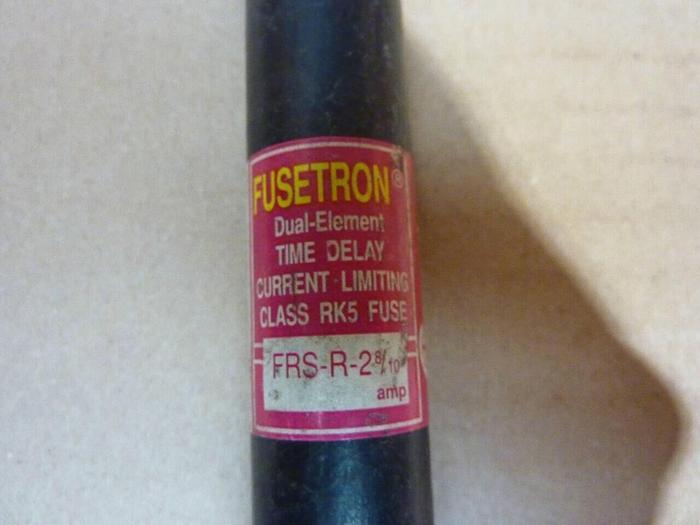 FUSETRON®
Dual-Element
TIME DELAY
CURRENT-LIMITING
CLASS RK5 FUSE
FRS-R-2 8/10
amp